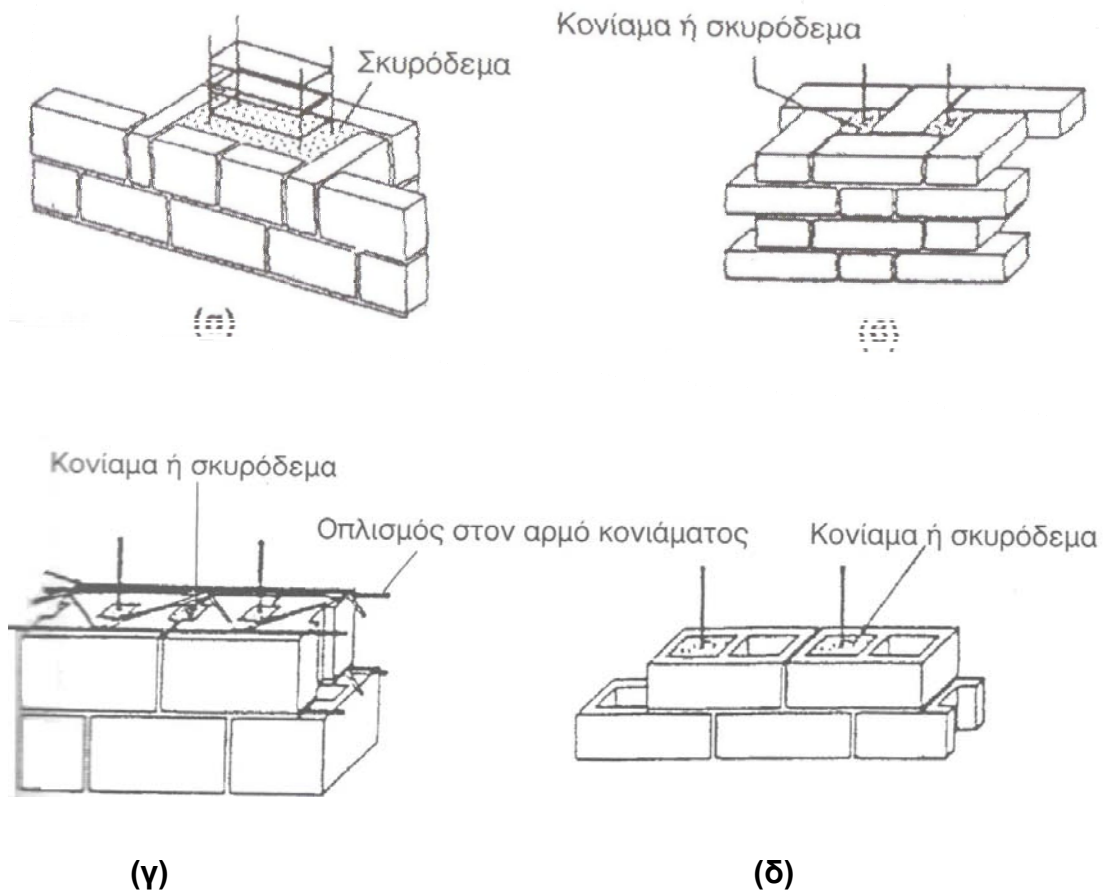 Κονίαμα ή σκυρόδεμα
Σκυρόδεμα
(α)
Κονίαμα ή σκυρόδεμα
Οπλισμός στον αρμό κονιάματος
Κονίαμα ή σκυρόδεμα
(γ)
(δ)